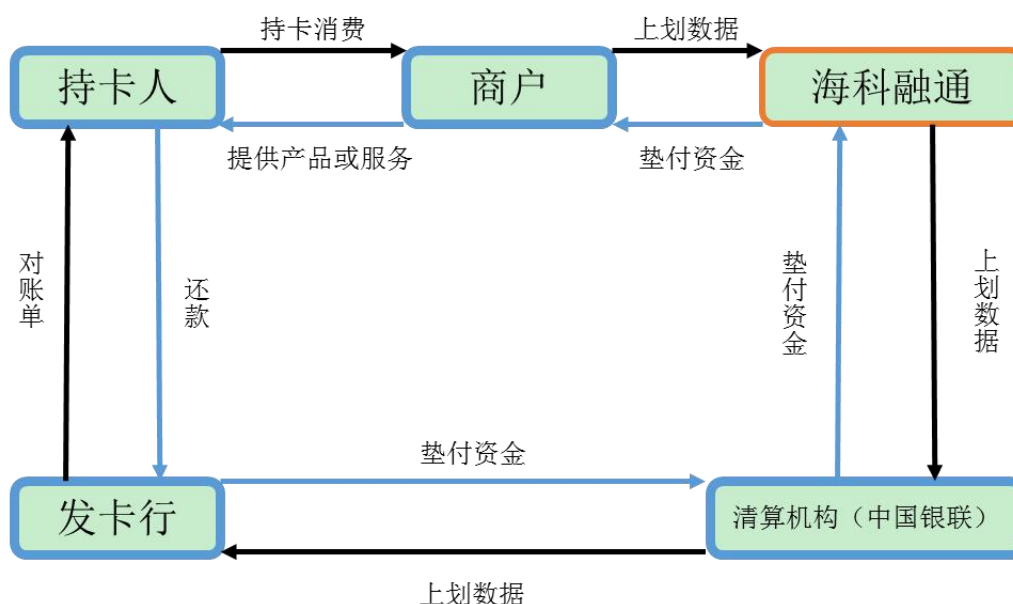 持卡消费
上划数据
持卡人
商户
海科融通
提供产品或服务
垫付资金
对账单
还款
垫付资金
上划数据
垫付资金
发卡行
清算机构（中国银联）
上划数据